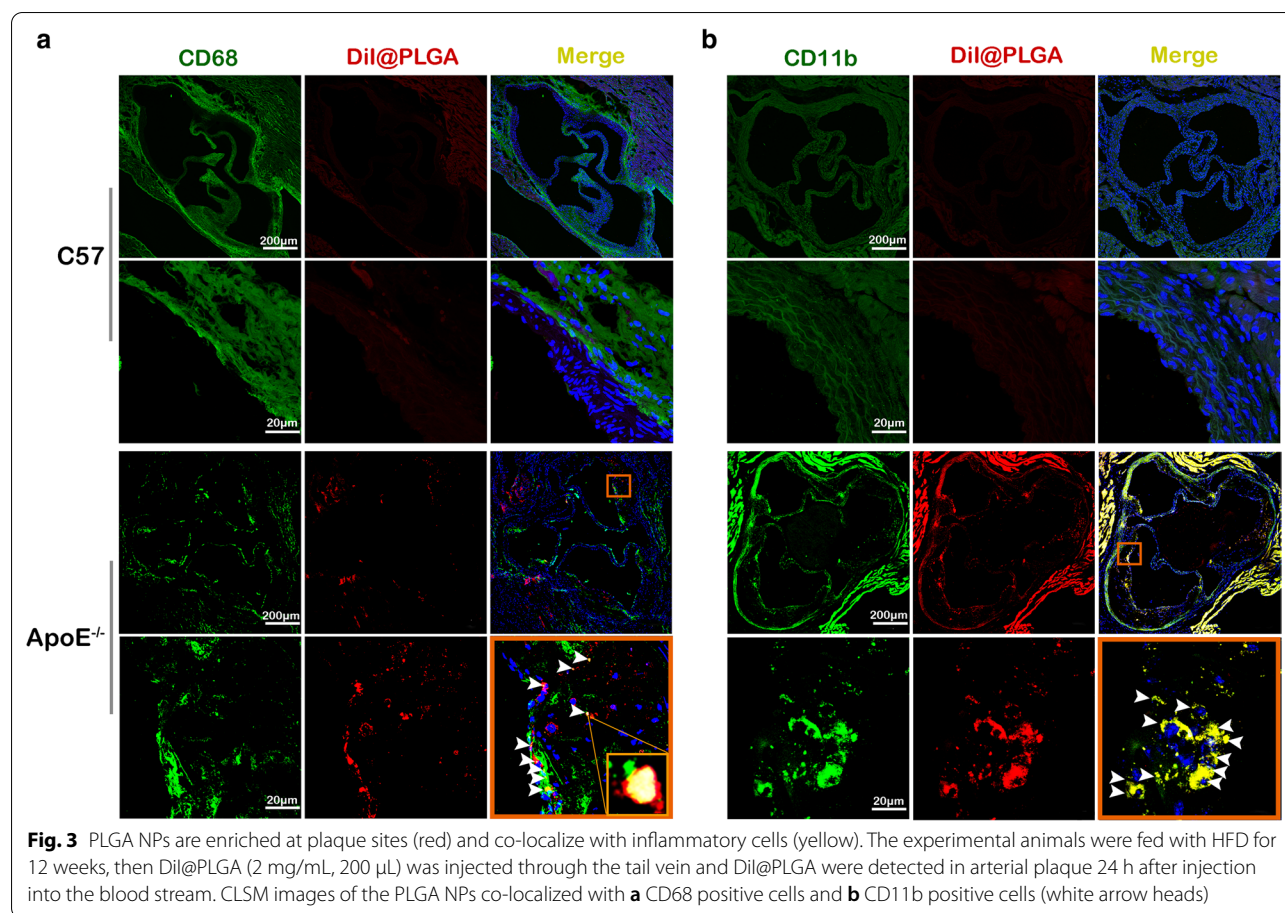 a
CD68 DiI@PLGA Merge
b
CD11b DiI@PLGA Merge
C57
200μm
200μm
20μm
20μm
ApoE-/-
200μm
200μm
20μm
20μm
Fig. 3 PLGA NPs are enriched at plaque sites (red) and co-localize with inflammatory cells (yellow). The experimental animals were fed with HFD for
12 weeks, then DiI@PLGA (2 mg/mL, 200 μL) was injected through the tail vein and DiI@PLGA were detected in arterial plaque 24 h after injection
into the blood stream. CLSM images of the PLGA NPs co-localized with a CD68 positive cells and b CD11b positive cells (white arrow heads)